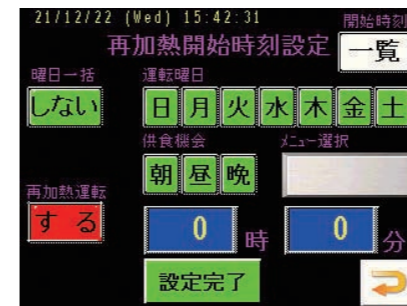 21/12/22 (Wed) 15:42:31
開始時刻
再加熱開始時刻設定
一覧
曜日一括
運転曜日
しない
日 月 火 水 木 金 土
供食機会
メニュー選択
朝 昼 晩
再加熱運転
する
0 時 0 分
設定完了